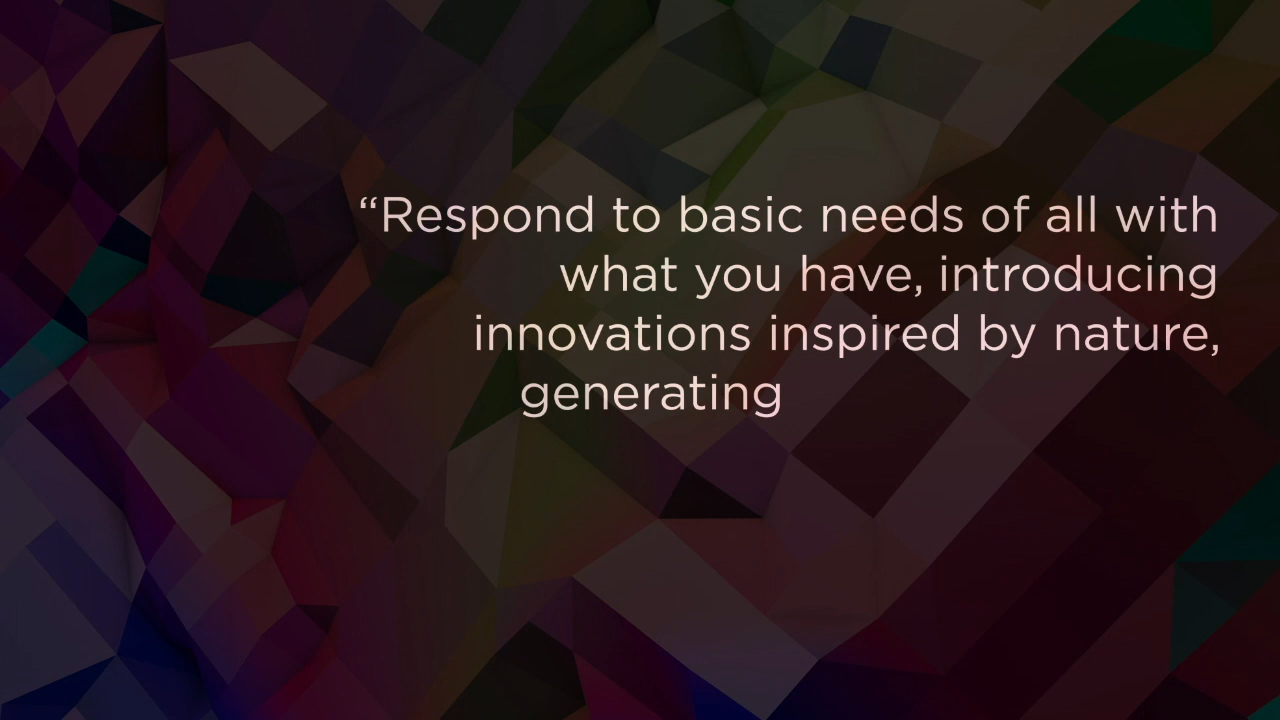 “Respond to basic needs of all with
what you have, introducing
innovations inspired by nature,
generating